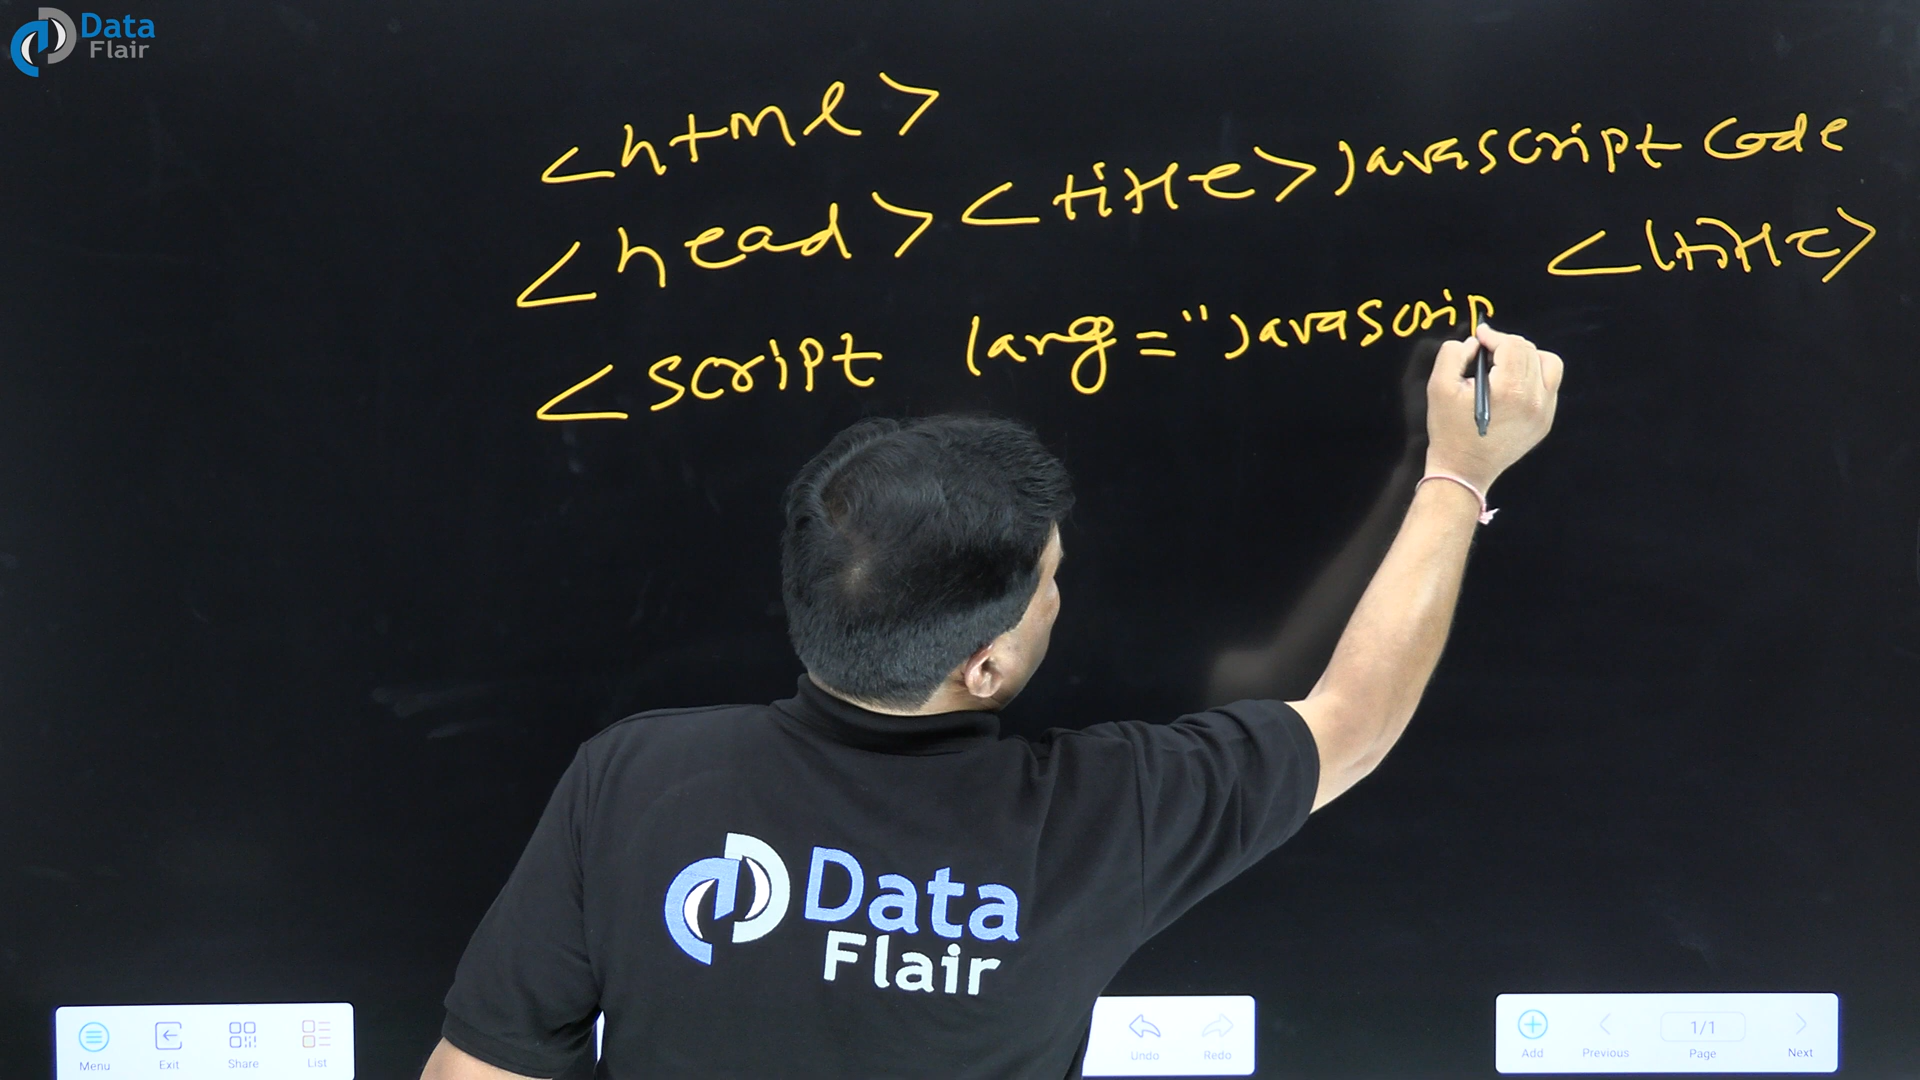 Data
Flair
<html>
<head><title>Javascript Code
</title>
<script lang="Javascrip
Data
Flair
Menu
Exit
Share
List
Undo
Redo
Add
Previous
1/1
Page
Next